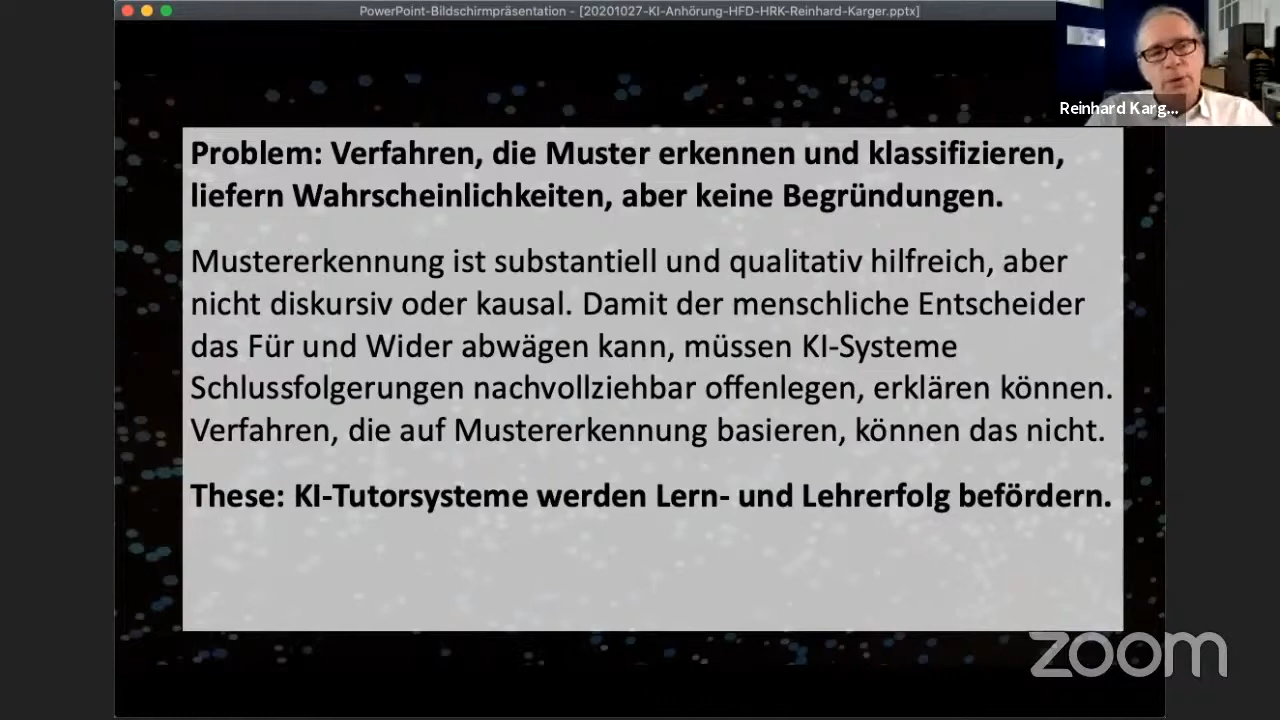 PowerPoint-Bildschirmpräsentation - [20201027-KI-Anhörung-HFD-HRK-Reinhard-Karger.pptx]
Reinhard Karg...
Problem: Verfahren, die Muster erkennen und klassifizieren,
liefern Wahrscheinlichkeiten, aber keine Begründungen.
Mustererkennung ist substantiell und qualitativ hilfreich, aber
nicht diskursiv oder kausal. Damit der menschliche Entscheider
das Für und Wider abwägen kann, müssen KI-Systeme
Schlussfolgerungen nachvollziehbar offenlegen, erklären können.
Verfahren, die auf Mustererkennung basieren, können das nicht.
These: KI-Tutorsysteme werden Lern- und Lehrerfolg befördern.
zoom